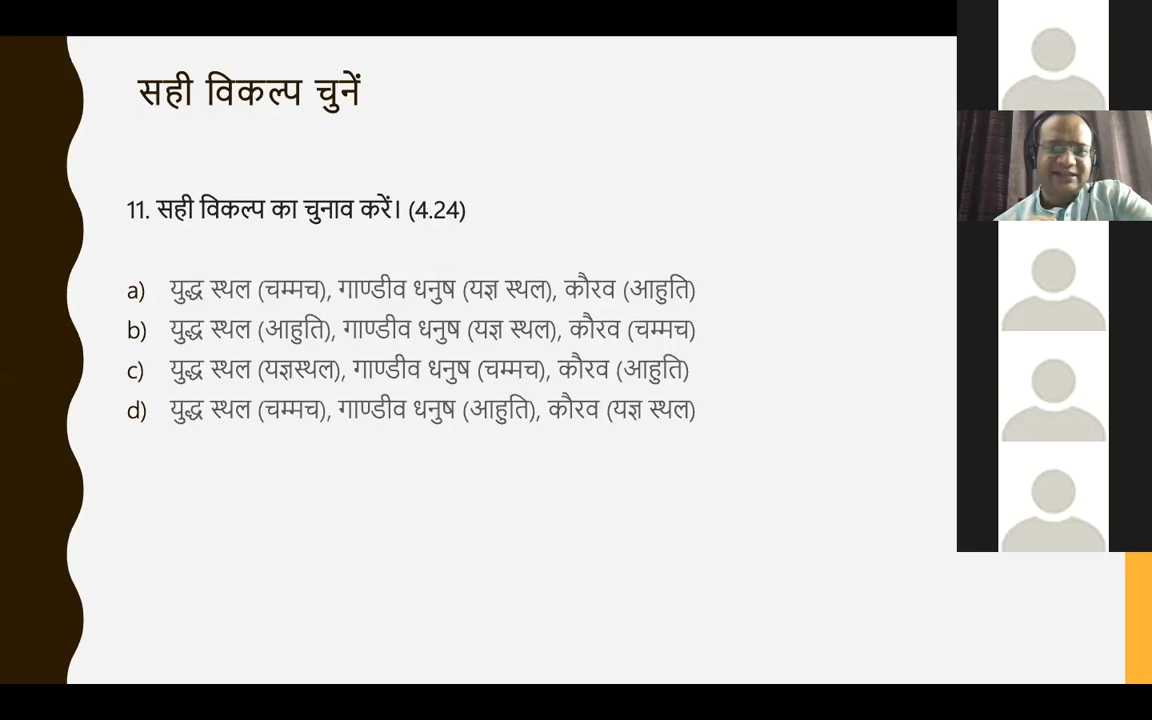 सही विकल्प चुनें
11. सही विकल्प का चुनाव करें। (4.24)
a) युद्ध स्थल (चम्मच), गाण्डीव धनुष (यज्ञ स्थल), कौरव (आहुति)
b) युद्ध स्थल (आहुति), गाण्डीव धनुष (यज्ञ स्थल), कौरव (चम्मच)
c) युद्ध स्थल (यज्ञस्थल), गाण्डीव धनुष (चम्मच), कौरव (आहुति)
d) युद्ध स्थल (चम्मच), गाण्डीव धनुष (आहुति), कौरव (यज्ञ स्थल)